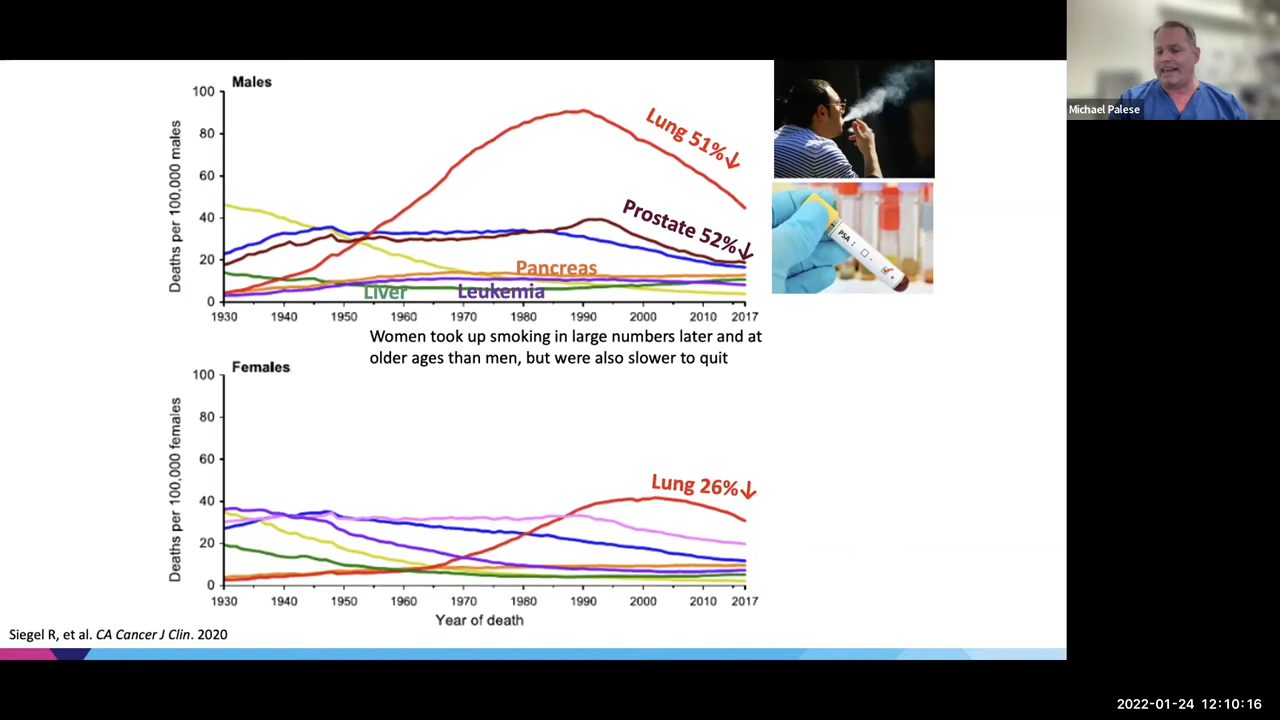 Males
Deaths per 100,000 males
100
80
60
40
20
0
Lung 51%↓
Prostate 52%↓
Pancreas
Liver
Leukemia
1930 1940 1950 1960 1970 1980 1990 2000 2010 2017
Women took up smoking in large numbers later and at
older ages than men, but were also slower to quit
Females
Deaths per 100,000 females
100
80
60
40
20
0
Lung 26%↓
1930 1940 1950 1960 1970 1980 1990 2000 2010 2017
Year of death
Siegel R, et al. CA Cancer J Clin. 2020
PSA :
Michael Palese
2022-01-24 12:10:16